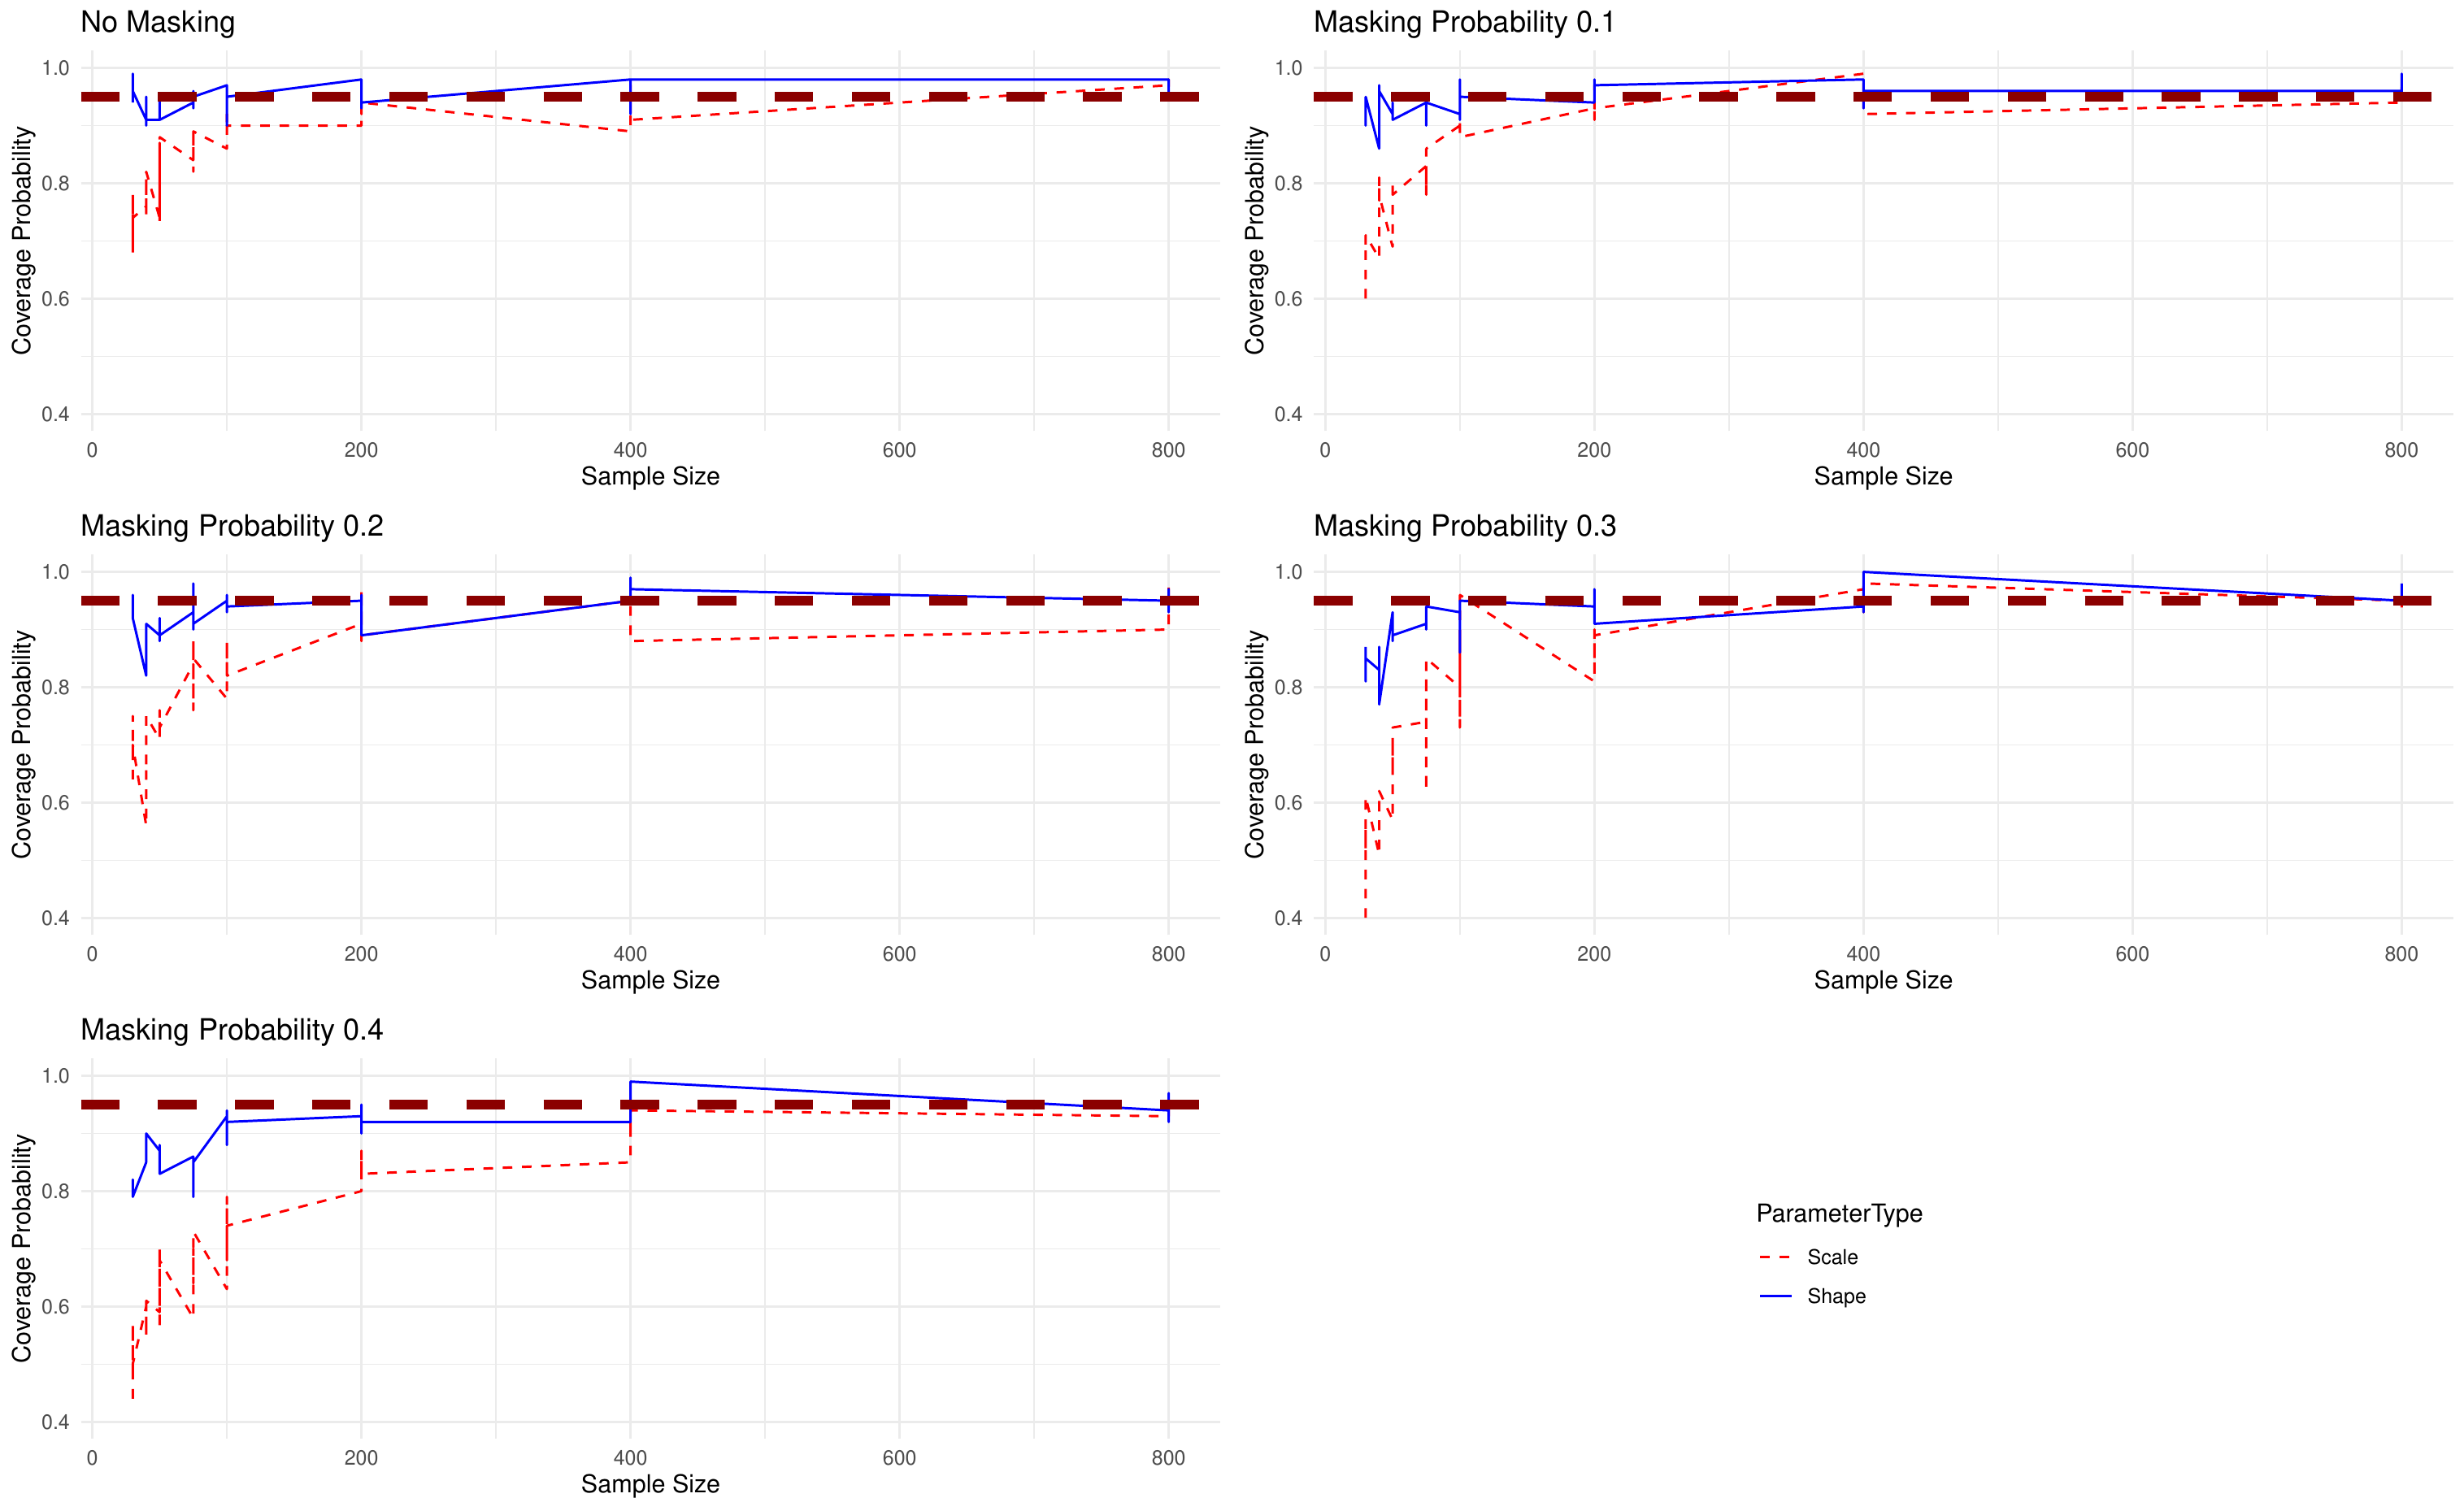 No Masking
Coverage Probability
1.0
0.8
0.6
0.4
0 200 400 600 800
Sample Size
Masking Probability 0.1
Coverage Probability
1.0
0.8
0.6
0.4
0 200 400 600 800
Sample Size
Masking Probability 0.2
Coverage Probability
1.0
0.8
0.6
0.4
0 200 400 600 800
Sample Size
Masking Probability 0.3
Coverage Probability
1.0
0.8
0.6
0.4
0 200 400 600 800
Sample Size
Masking Probability 0.4
Coverage Probability
1.0
0.8
0.6
0.4
0 200 400 600 800
Sample Size
ParameterType
Scale
Shape